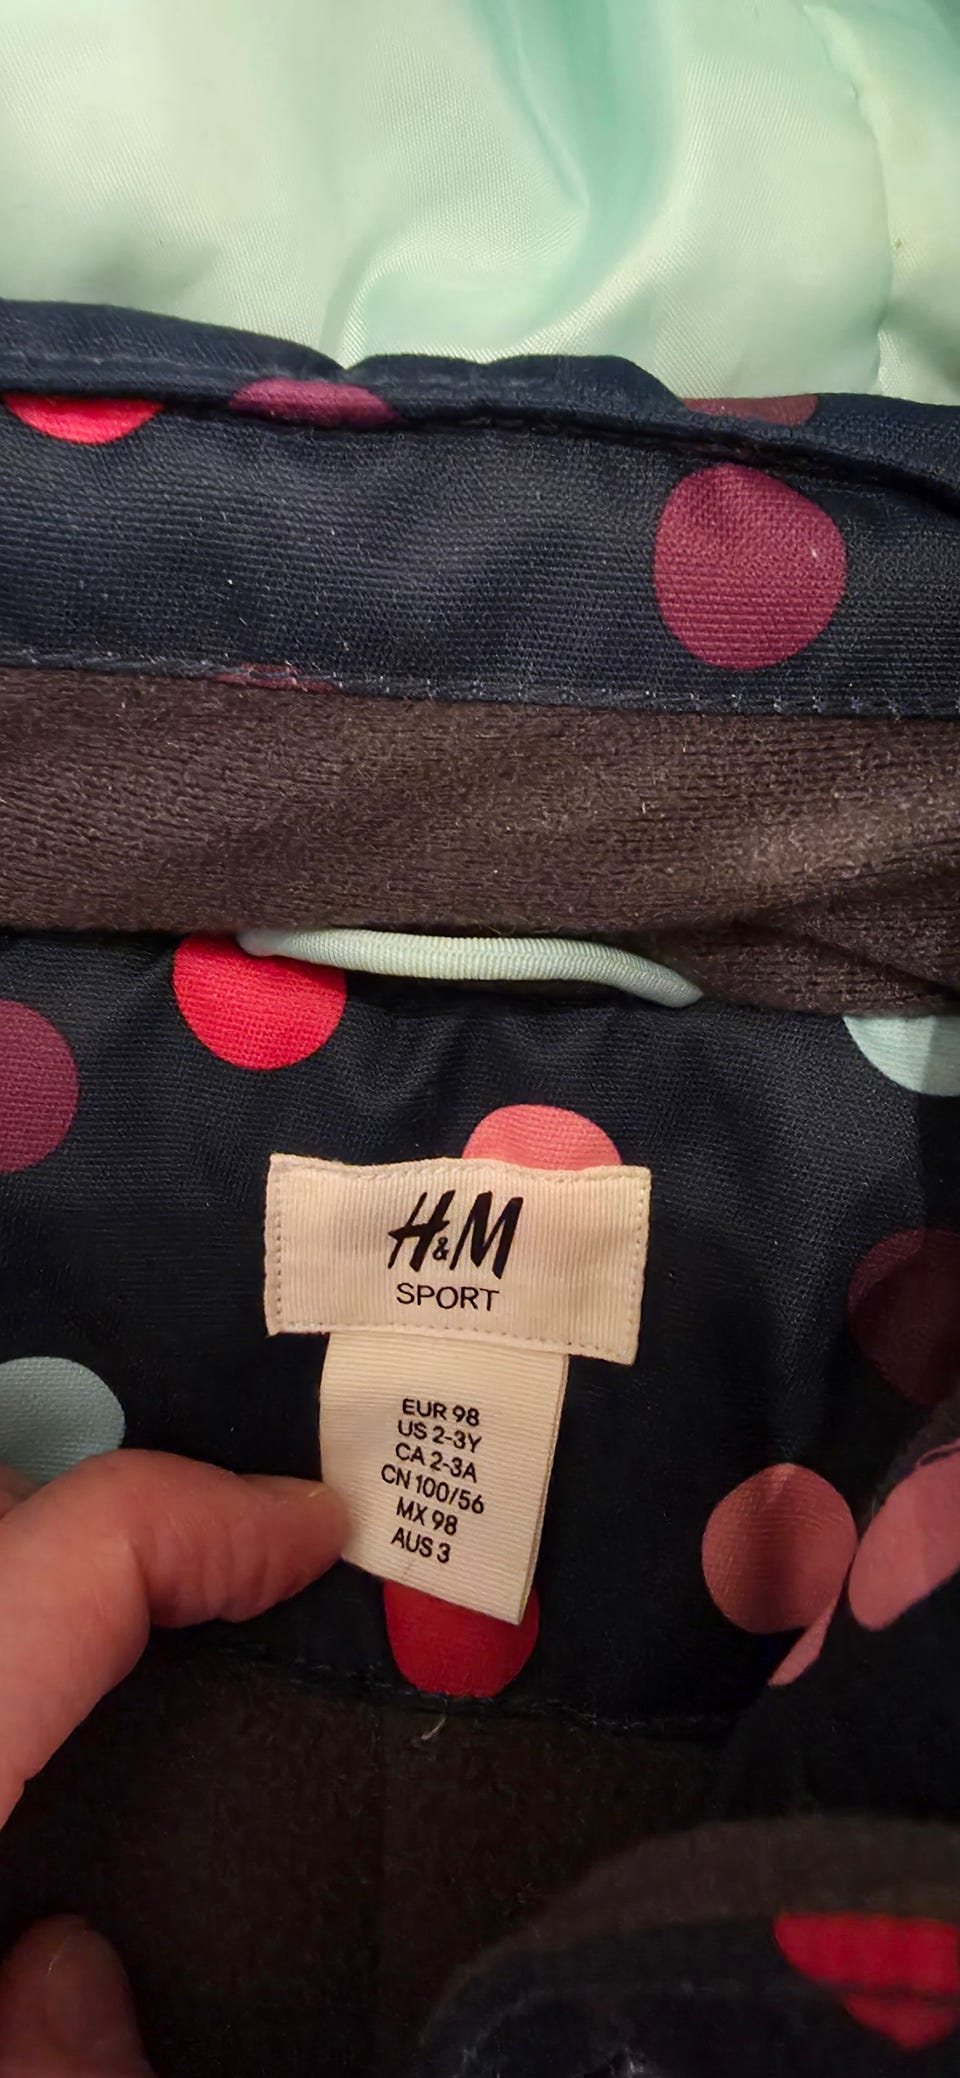 H&M
SPORT
EUR 98
US 2-3Y
CA 2-3A
CN 100/56
MX 98
AUS 3